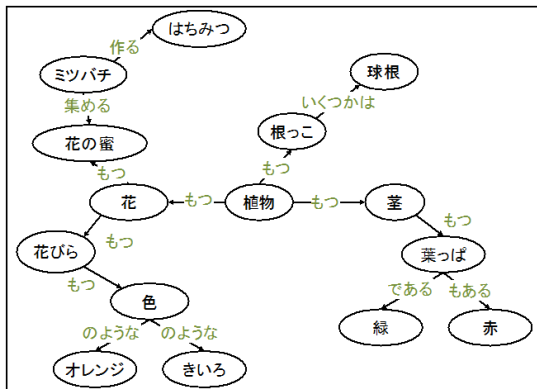 はちみつ
作る
ミツバチ
球根
集める
いくつかは
花の蜜
根っこ
もつ
もつ
花
もつ
植物
もつ
茎
もつ
花びら
もつ
葉っぱ
もつ
色
である
もある
緑
赤
のような
のような
オレンジ
きいろ